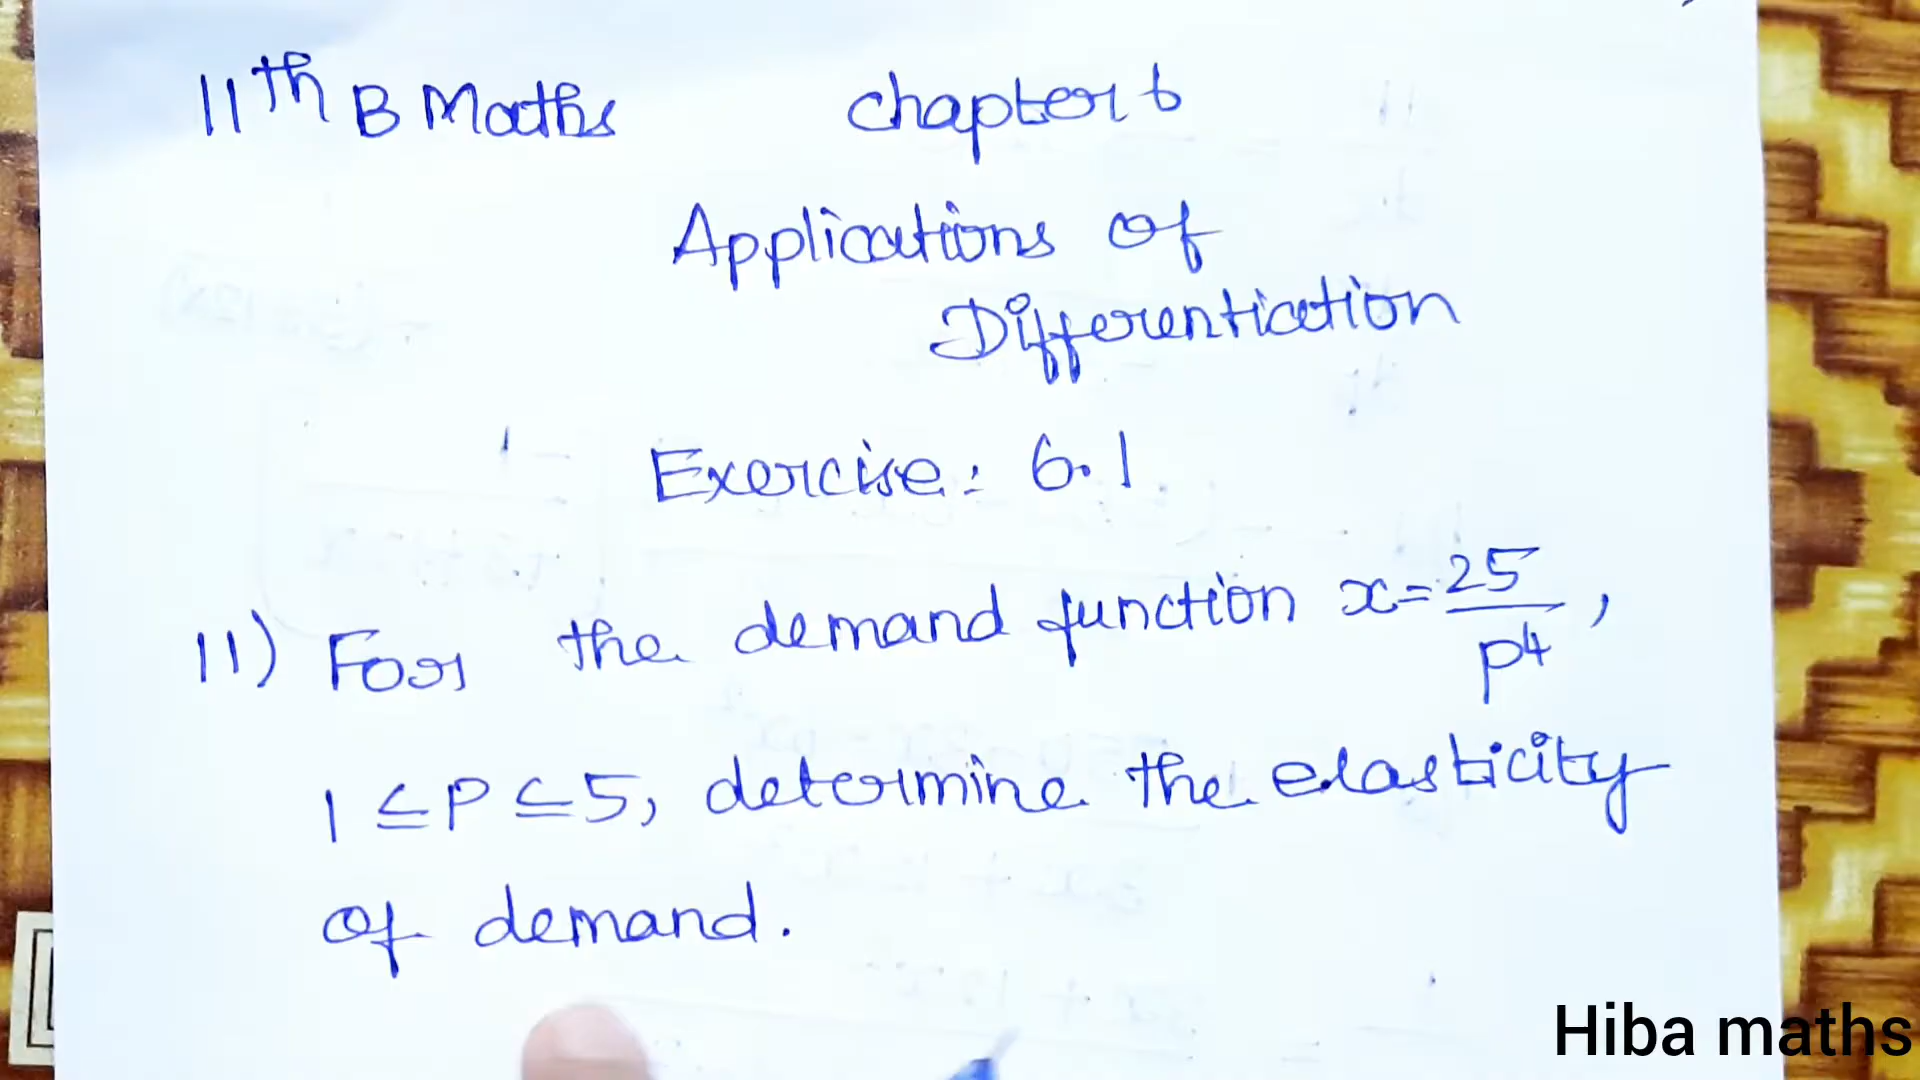 11th B Maths chapter 6
Applications of
Differentiation
Exercise: 6.1
11) For the demand function x = 25/p⁴,
1 ≤ P ≤ 5, determine the elasticity
of demand.
Hiba maths